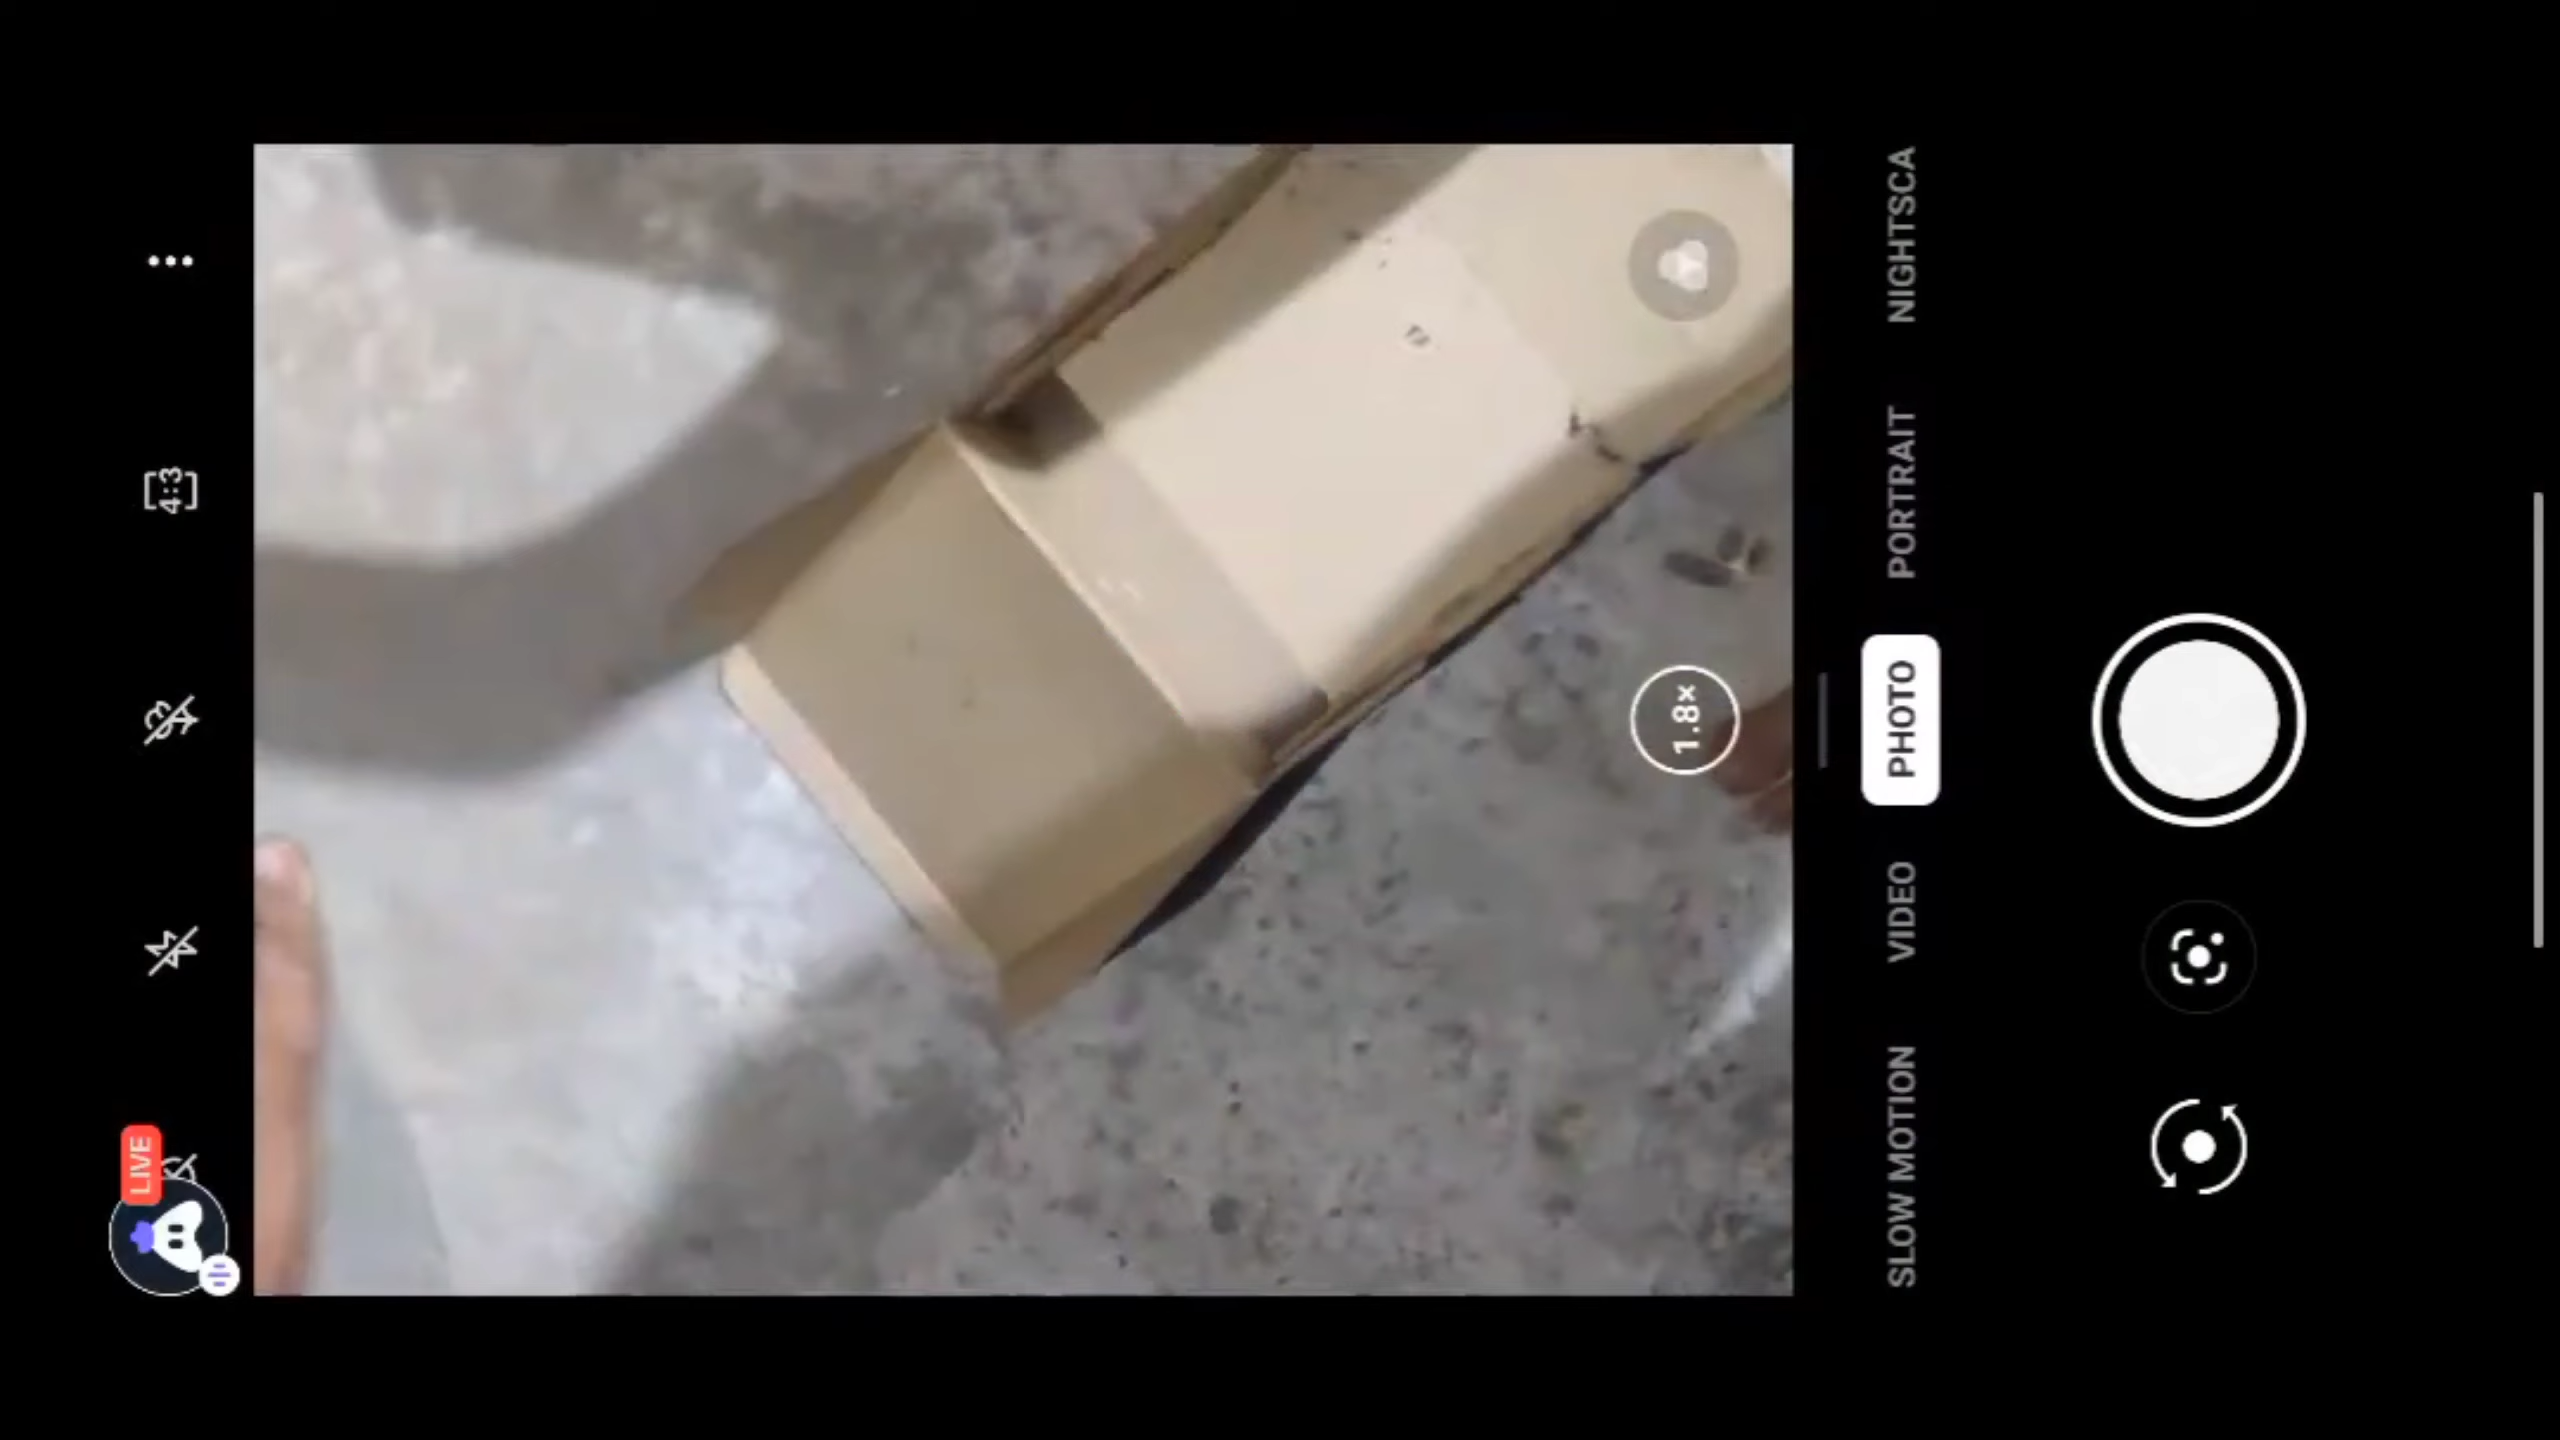 NIGHTSCA
PORTRAIT
PHOTO
VIDEO
SLOW MOTION
1.8×
4:3
LIVE